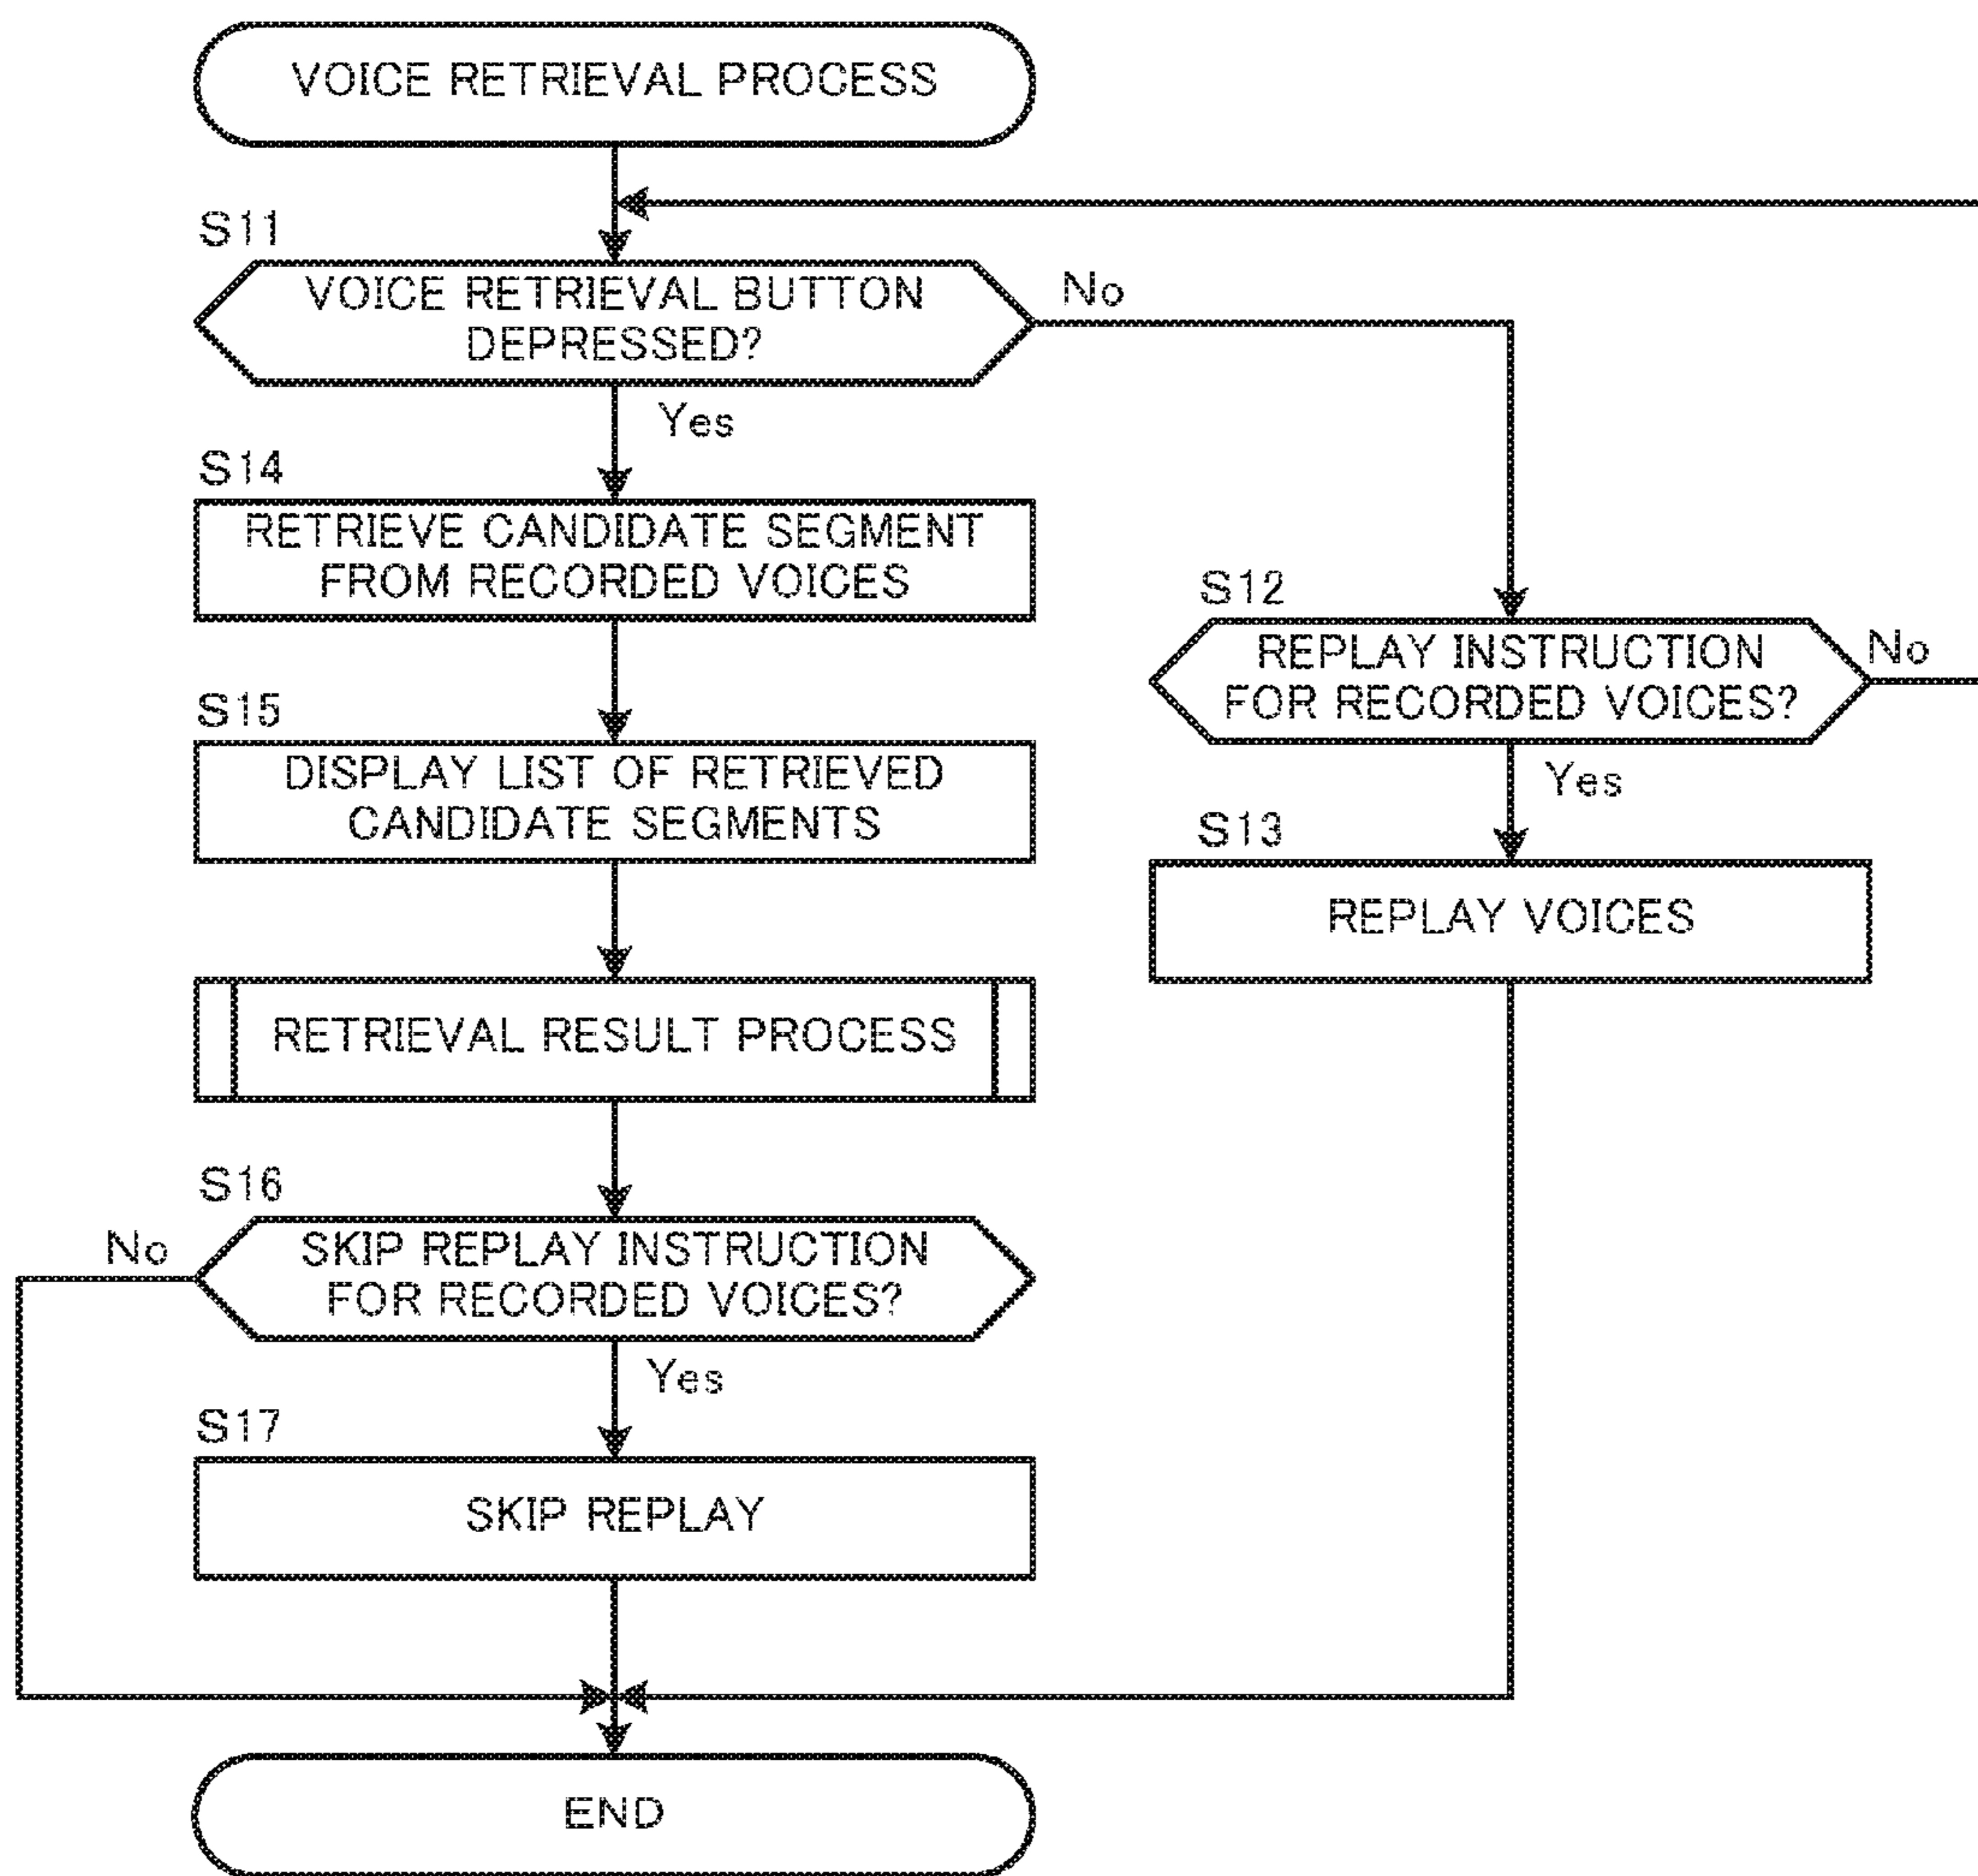 VOICE RETRIEVAL PROCESS
S11
VOICE RETRIEVAL BUTTON
DEPRESSED?
No
Yes
S14
RETRIEVE CANDIDATE SEGMENT
FROM RECORDED VOICES
S12
REPLAY INSTRUCTION
FOR RECORDED VOICES?
No
Yes
S15
DISPLAY LIST OF RETRIEVED
CANDIDATE SEGMENTS
S13
REPLAY VOICES
RETRIEVAL RESULT PROCESS
S16
No
SKIP REPLAY INSTRUCTION
FOR RECORDED VOICES?
Yes
S17
SKIP REPLAY
END